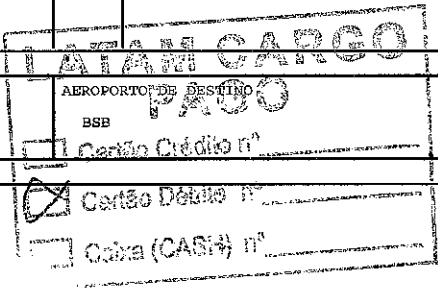 LATAM CARGO
AEROPORTO DE DESTINO
PAGO
BSB
Cartão Crédito nº
Cartão Débito nº
Caixa (CASH) nº